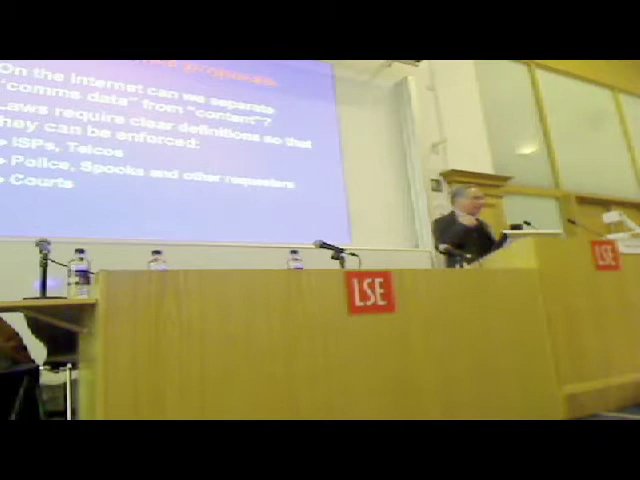 On the Internet can we separate
"comms data" from "content"?
Laws require clear definitions so that
they can be enforced:
ISPs, Telcos
Police, Spooks and other requesters
Courts
LSE
LSE